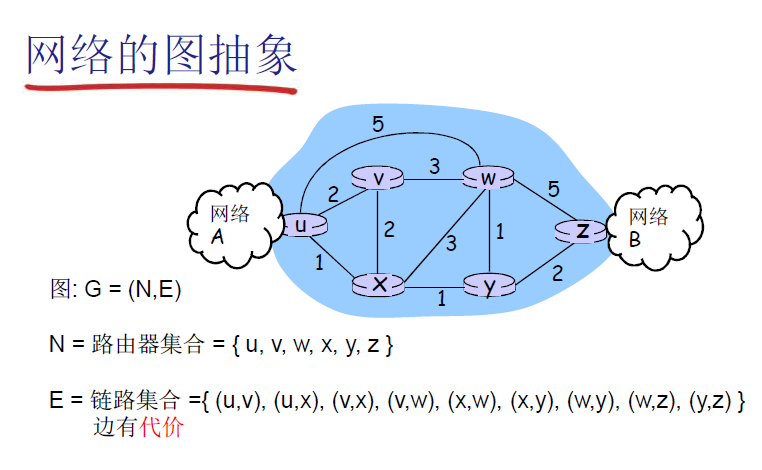 网络的图抽象
5
v
3
w
2
5
网络
A
u
2
3
1
z
网络
B
1
x
1
y
2
图: G = (N,E)
N = 路由器集合 = { u, v, w, x, y, z }
E = 链路集合 ={ (u,v), (u,x), (v,x), (v,w), (x,w), (x,y), (w,y), (w,z), (y,z) }
边有代价